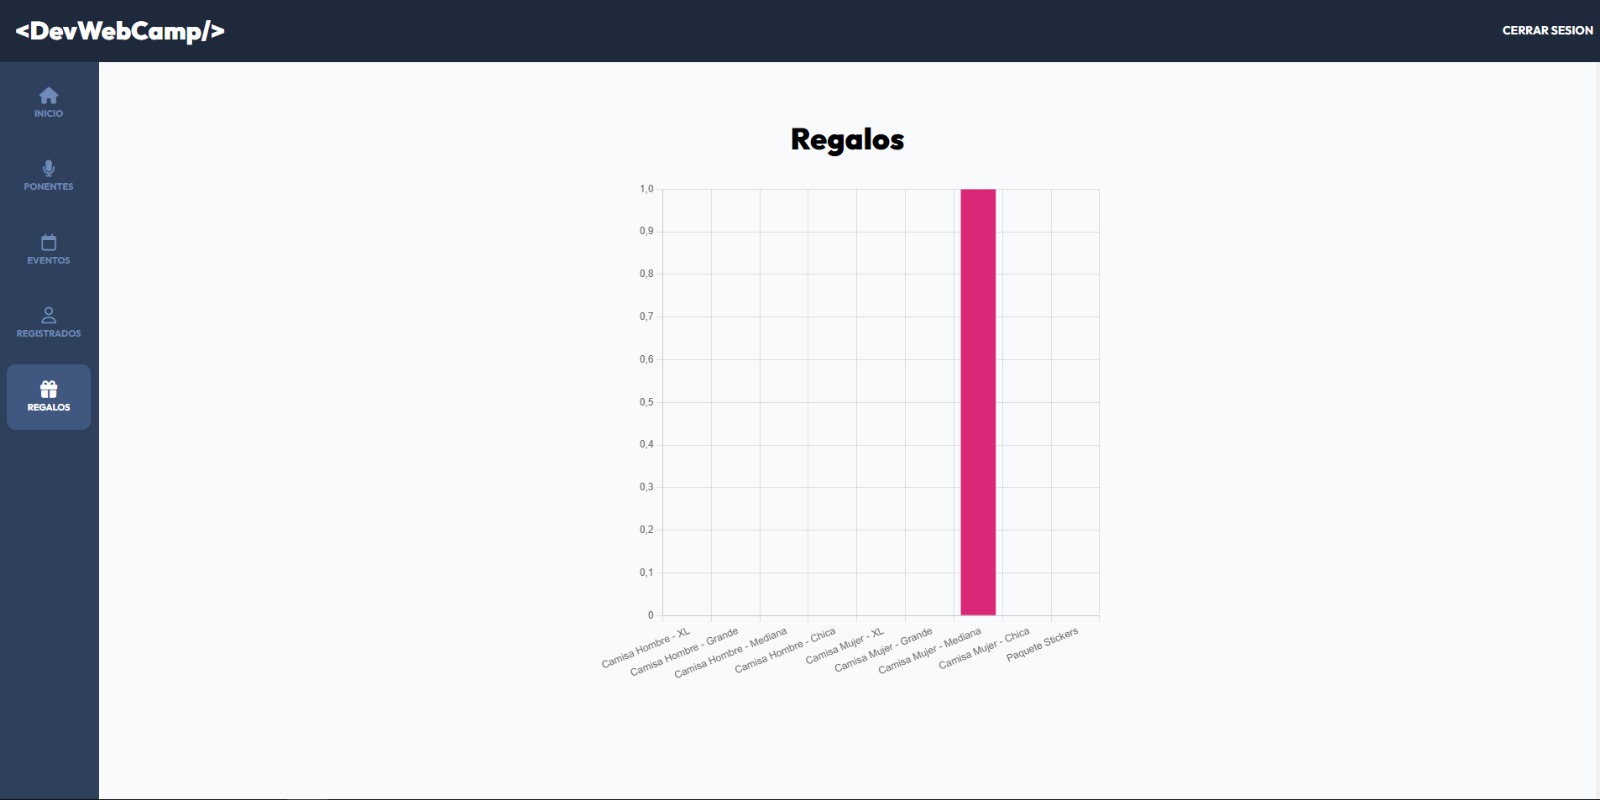 <DevWebCamp/>
CERRAR SESION
INICIO
PONENTES
EVENTOS
REGISTRADOS
REGALOS
Regalos
1,0
0,9
0,8
0,7
0,6
0,5
0,4
0,3
0,2
0,1
0
Camisa Hombre - XL
Camisa Hombre - Grande
Camisa Hombre - Mediana
Camisa Hombre - Chica
Camisa Mujer - XL
Camisa Mujer - Grande
Camisa Mujer - Mediana
Camisa Mujer - Chica
Paquete Stickers